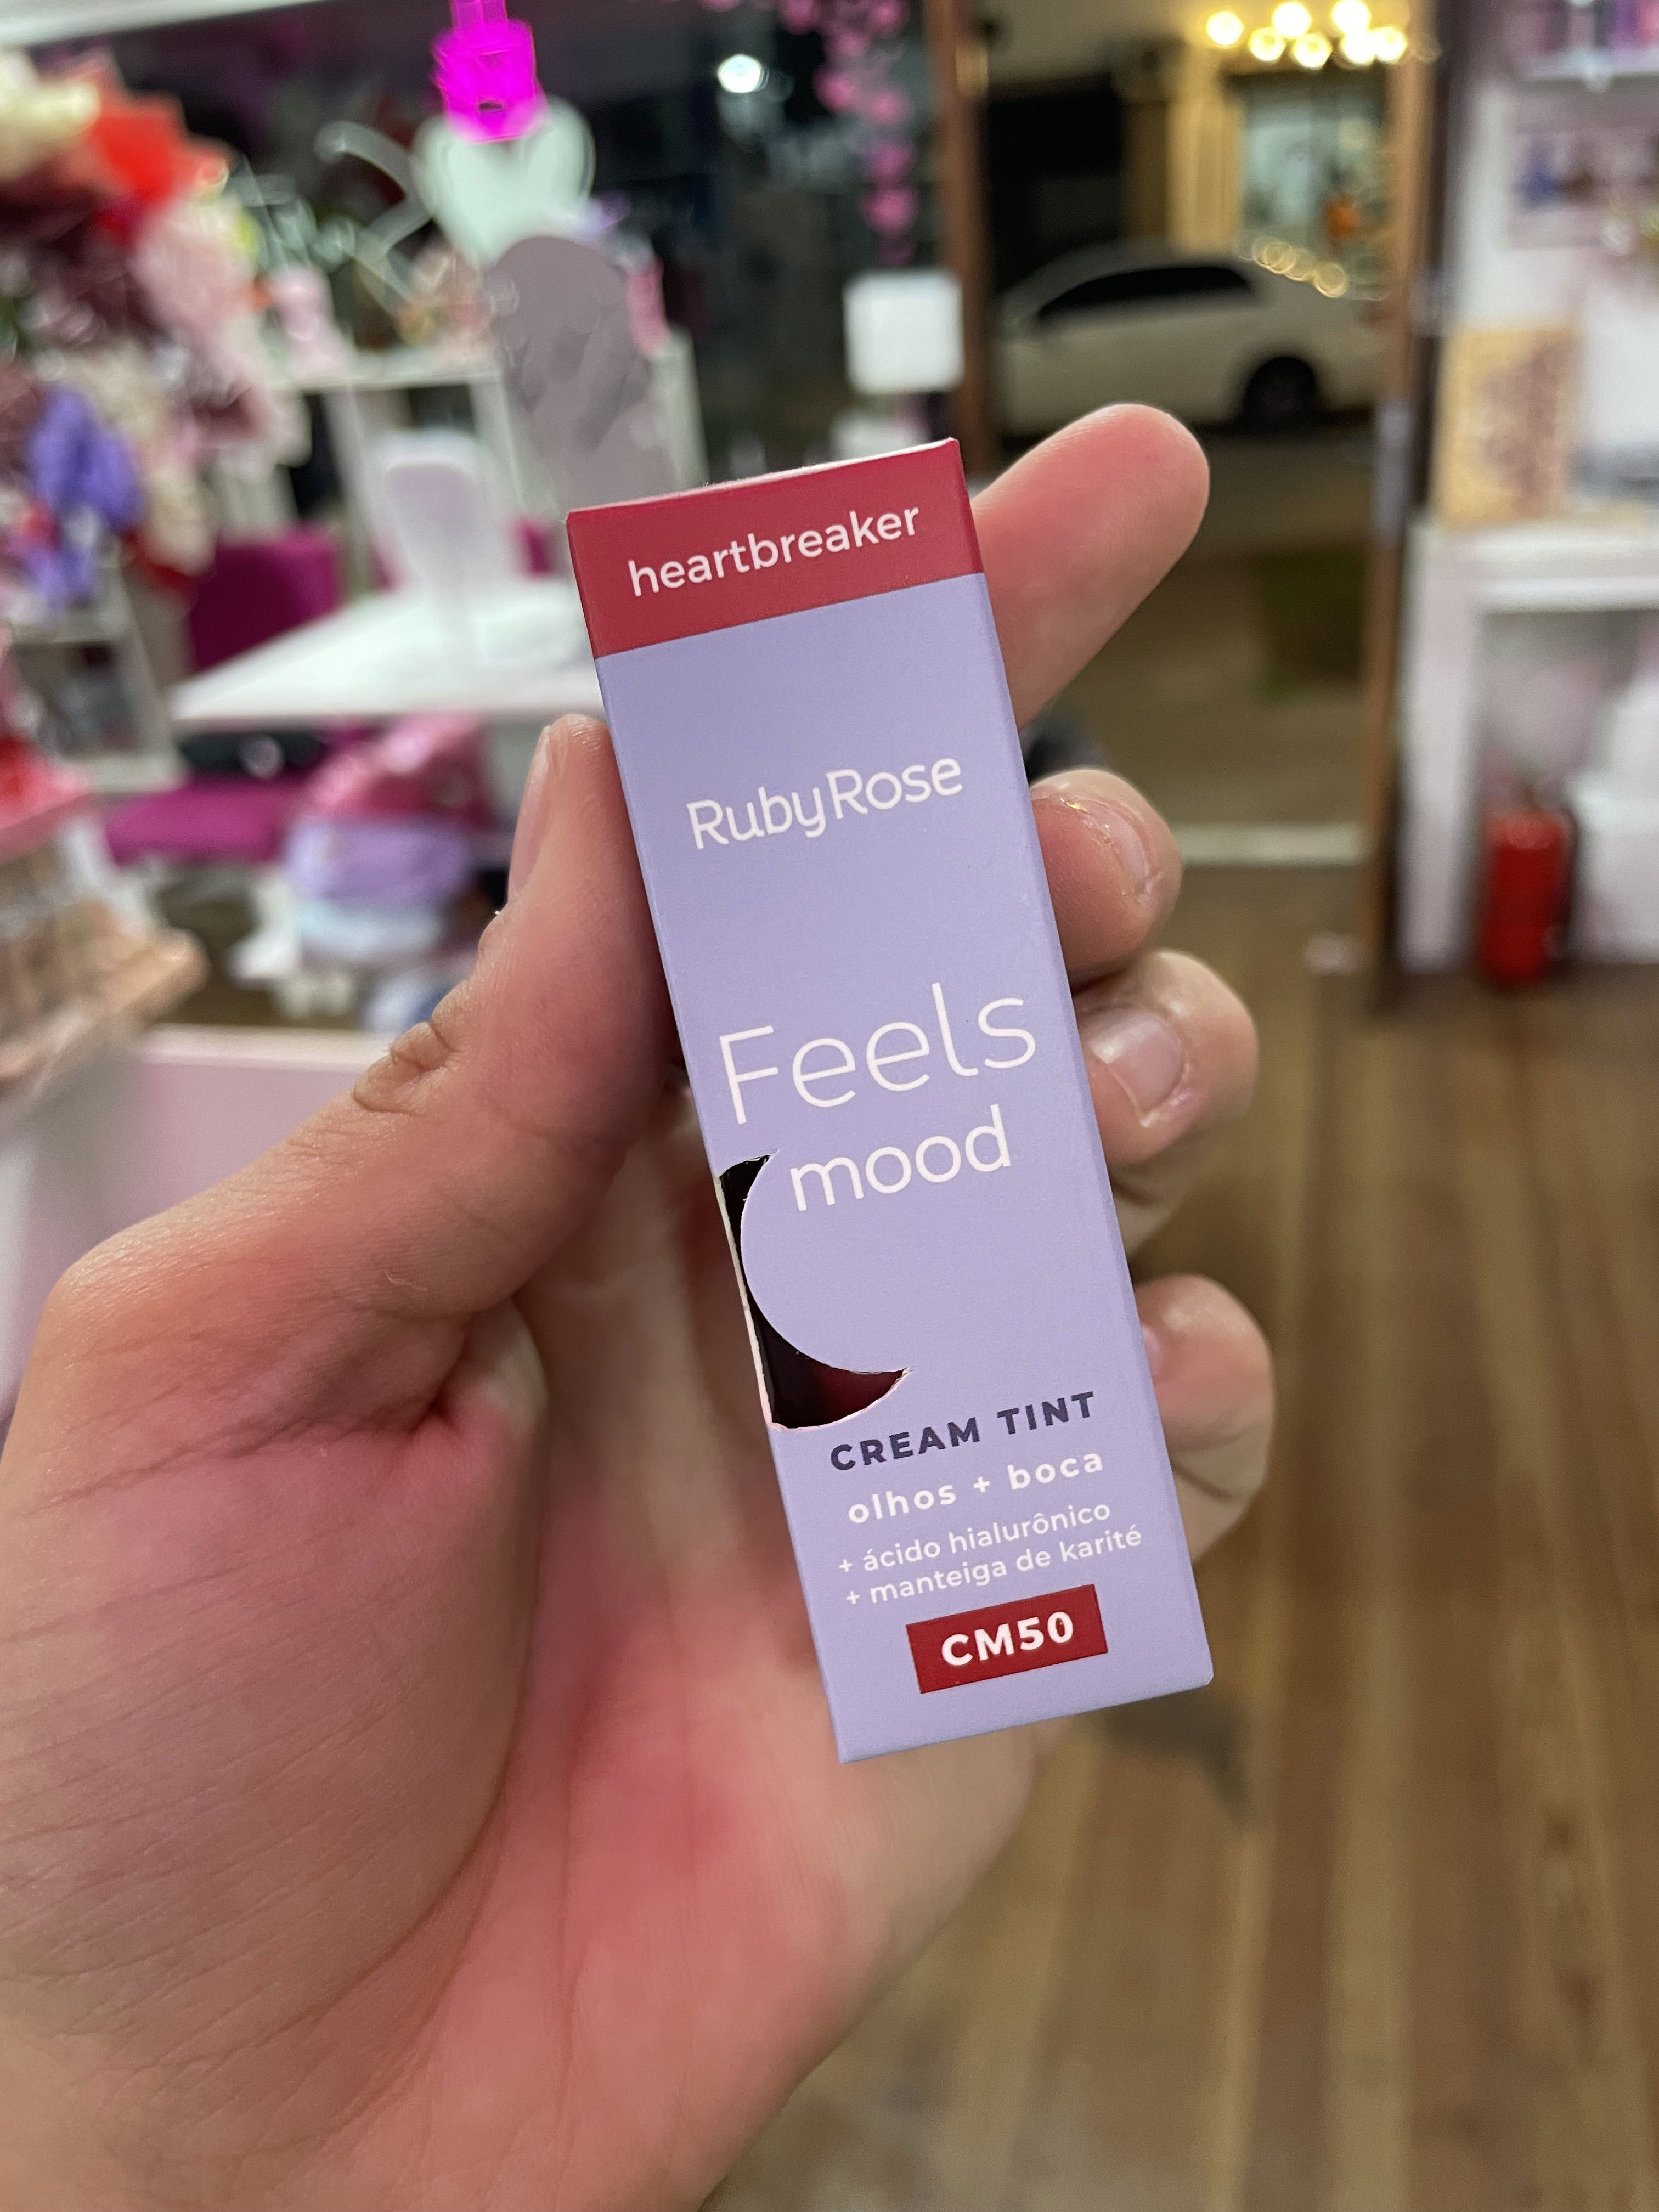 heartbreaker
RubyRose
Feels
mood
CREAM TINT
olhos + boca
+ ácido hialurônico
+ manteiga de karité
CM50